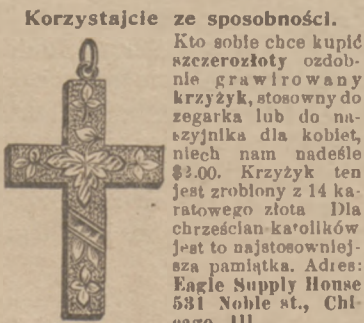 Korzystajcie ze sposobności.
Kto sobie chce kupić
szczerozłoty ozdob-
nie grawirowany
krzyżyk, stosowny do
zegarka lub do na-
szyjnika dla kobiet,
niech nam nadeśle
$3.00. Krzyżyk ten
jest zrobiony z 14 ka-
ratowego złota Dla
chrześcian katolików
jest to najstosowniej-
sza pamiątka. Adres:
Eagle Supply House
531 Noble st., Chi-
cago, Ill.